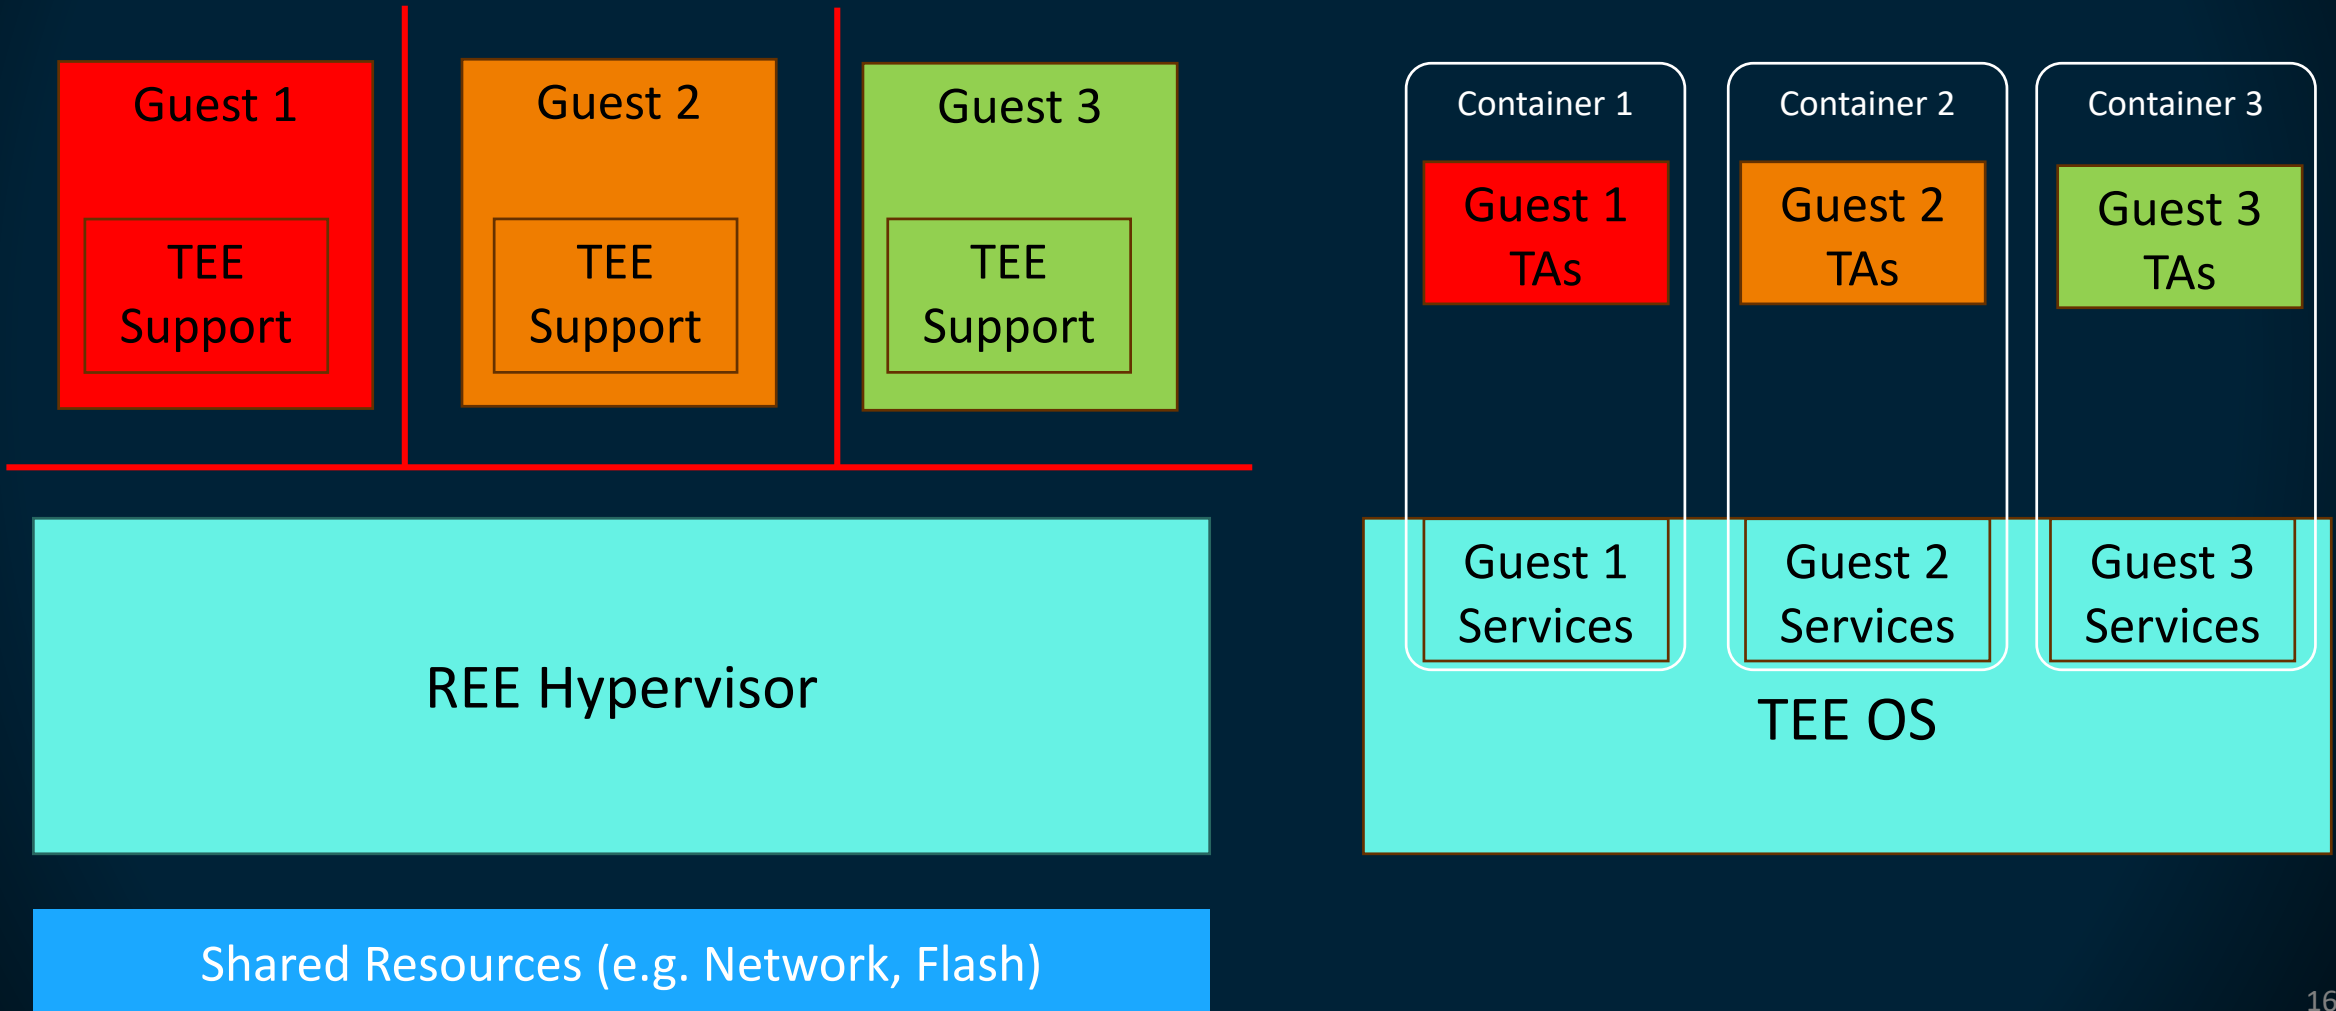 Guest 1
TEE
Support
Guest 2
TEE
Support
Guest 3
TEE
Support
REE Hypervisor
Shared Resources (e.g. Network, Flash)
Container 1
Guest 1
TAs
Guest 1
Services
Container 2
Guest 2
TAs
Guest 2
Services
Container 3
Guest 3
TAs
Guest 3
Services
TEE OS
16